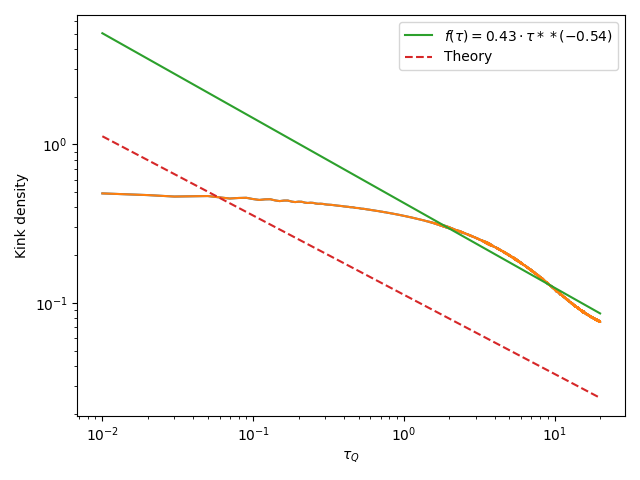 f(τ) = 0.43 · τ * *(−0.54)
Theory
10⁰
10⁻¹
Kink density
10⁻²
10⁻¹
10⁰
10¹
τ_Q